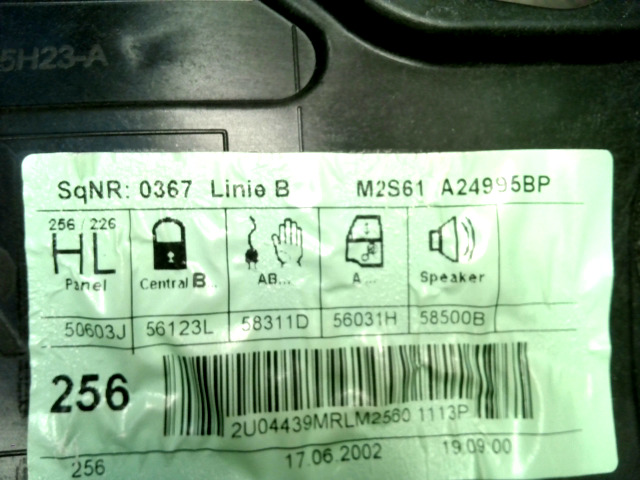 5H23-A
SqNR: 0367 Linie B M2S61 A24995BP
256 / 226
HL
Panel Central B... AB... A... Speaker
50603J 56123L 58311D 56031H 58500B
256
2U04439MRLM2560 1113P
256 17.06.2002 19:09:00